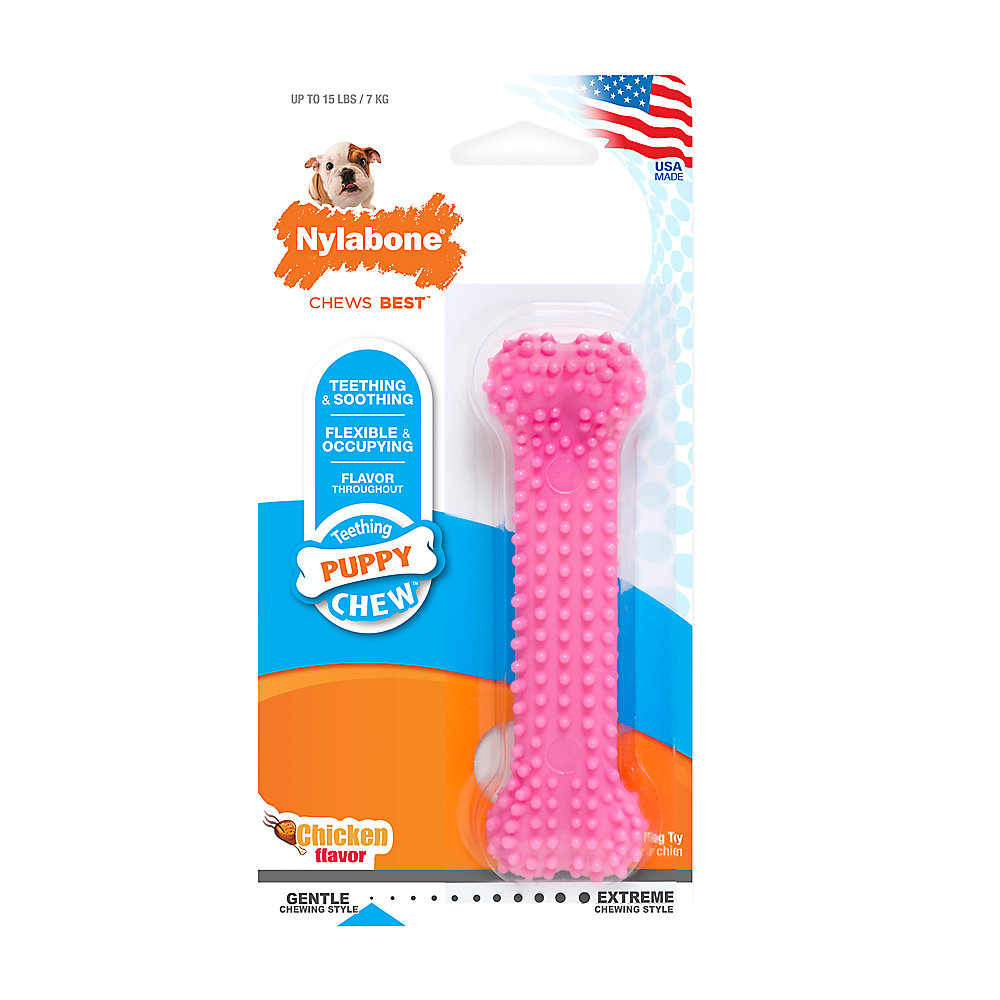 UP TO 15 LBS / 7 KG
USA
MADE
Nylabone®
CHEWS BEST™
TEETHING
& SOOTHING
FLEXIBLE &
OCCUPYING
FLAVOR
THROUGHOUT
Teething
PUPPY
CHEW™
Chicken
flavor
GENTLE
CHEWING STYLE
EXTREME
CHEWING STYLE